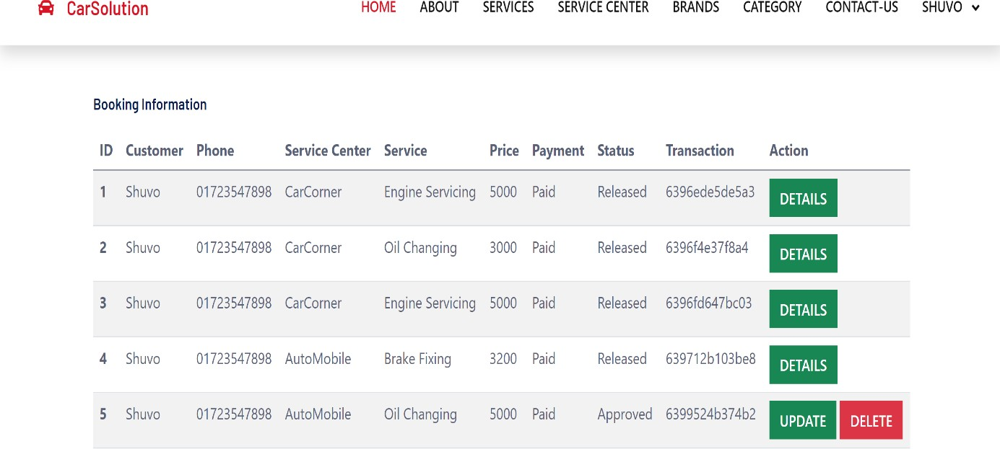 CarSolution HOME ABOUT SERVICES SERVICE CENTER BRANDS CATEGORY CONTACT-US SHUVO
Booking Information
ID Customer Phone Service Center Service Price Payment Status Transaction Action
1 Shuvo 01723547898 CarCorner Engine Servicing 5000 Paid Released 6396ede5de5a3 DETAILS
2 Shuvo 01723547898 CarCorner Oil Changing 3000 Paid Released 6396f4e37f8a4 DETAILS
3 Shuvo 01723547898 CarCorner Engine Servicing 5000 Paid Released 6396fd647bc03 DETAILS
4 Shuvo 01723547898 AutoMobile Brake Fixing 3200 Paid Released 639712b103be8 DETAILS
5 Shuvo 01723547898 AutoMobile Oil Changing 5000 Paid Approved 6399524b374b2 UPDATE DELETE